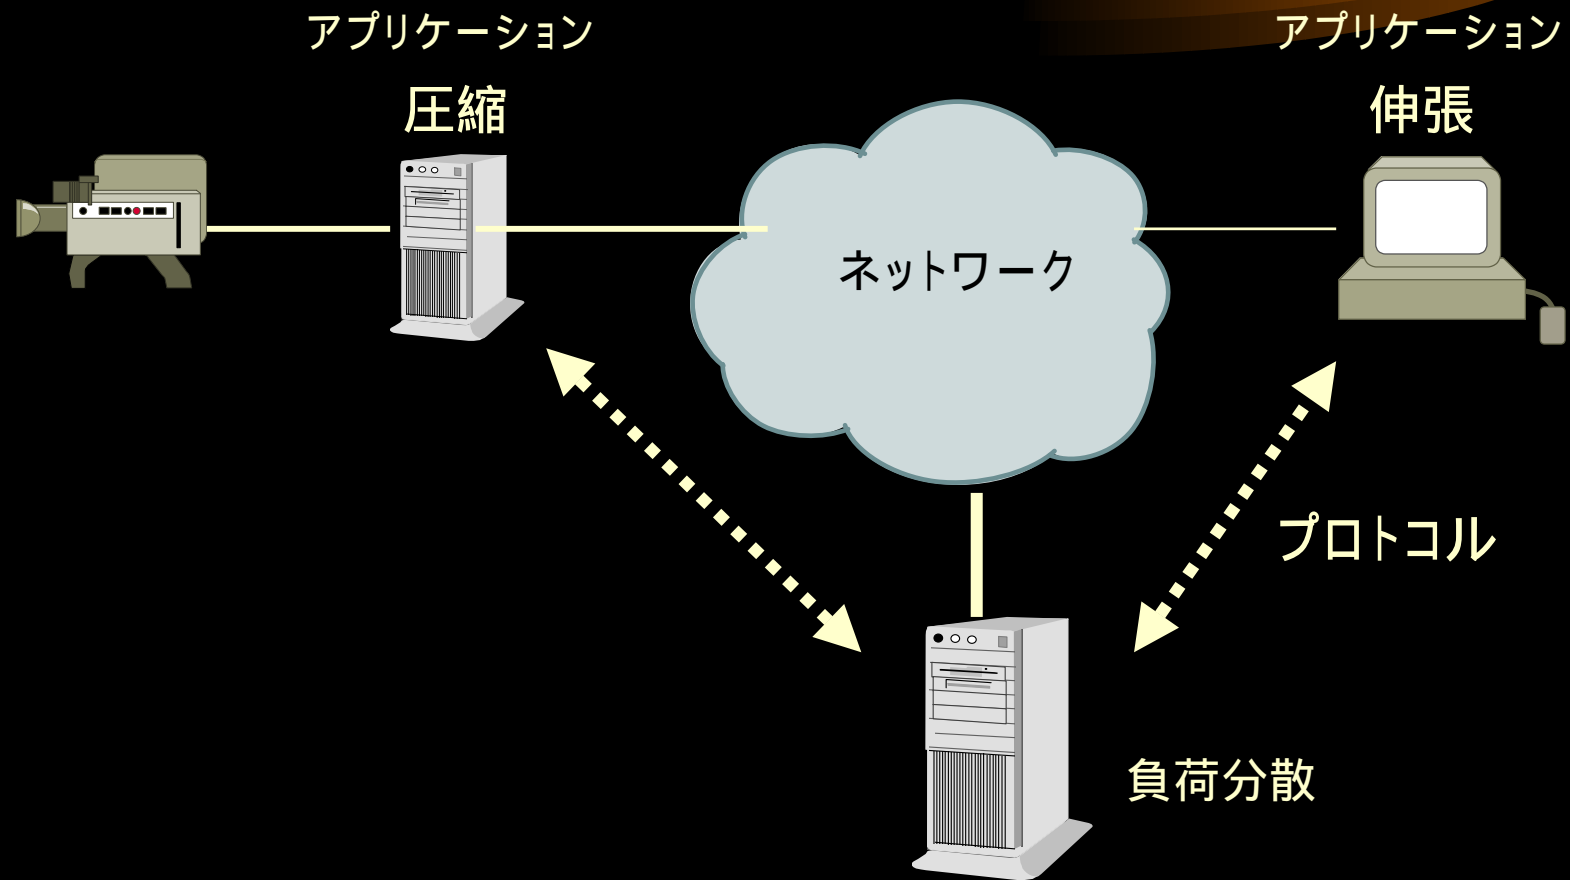 アプリケーション
アプリケーション
圧縮
伸張
ネットワーク
プロトコル
負荷分散